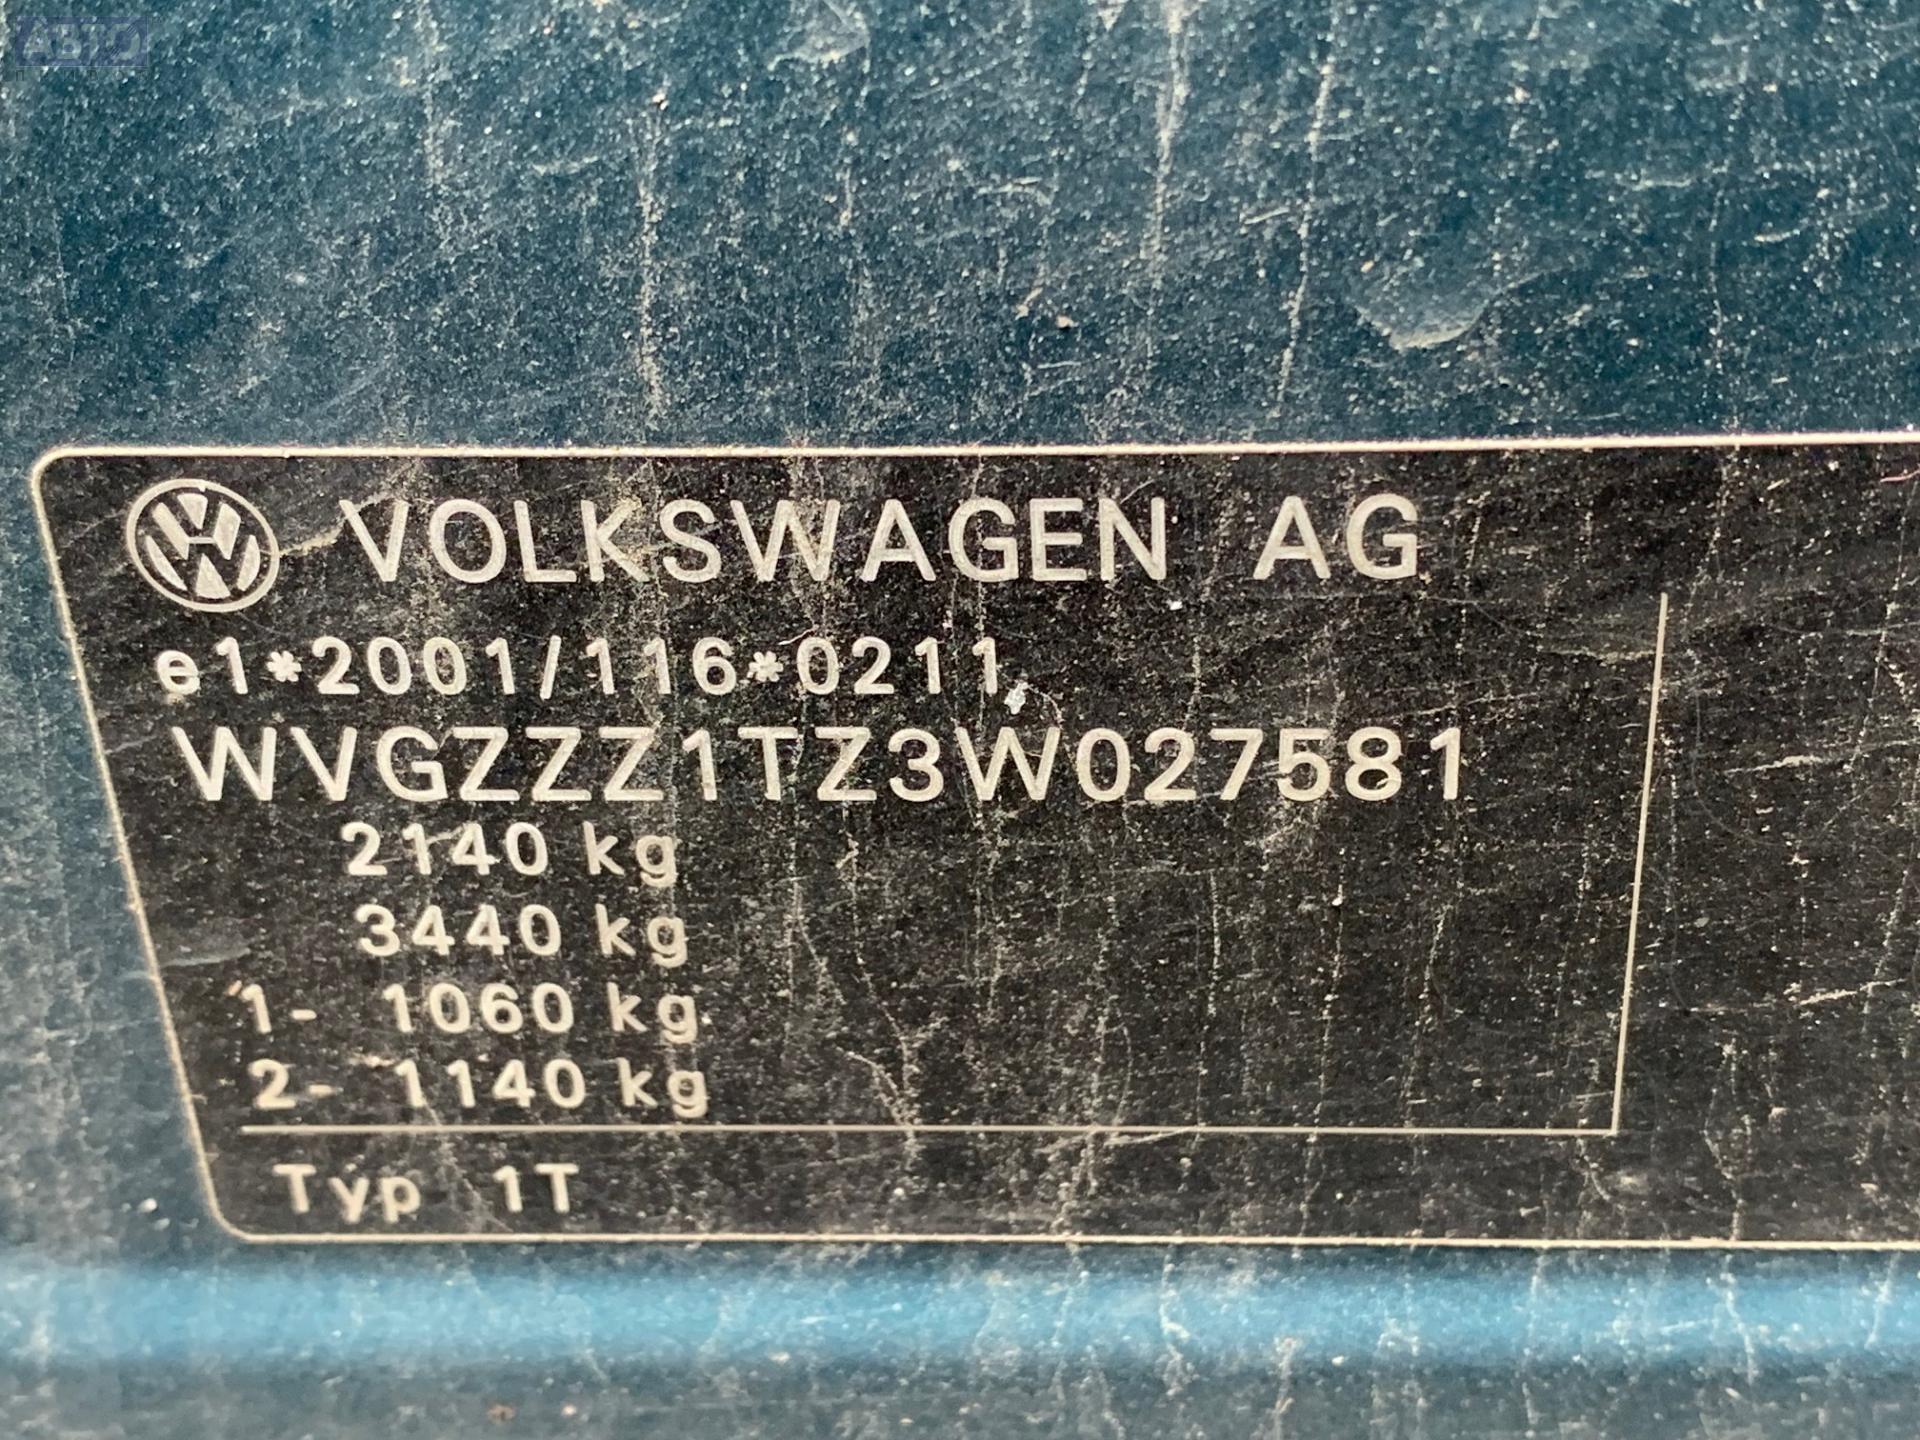 АВТО
VOLKSWAGEN AG
e1*2001/116*0211
WVGZZZ1TZ3W027581
2140 kg
3440 kg
1- 1060 kg
2- 1140 kg
Typ 1T